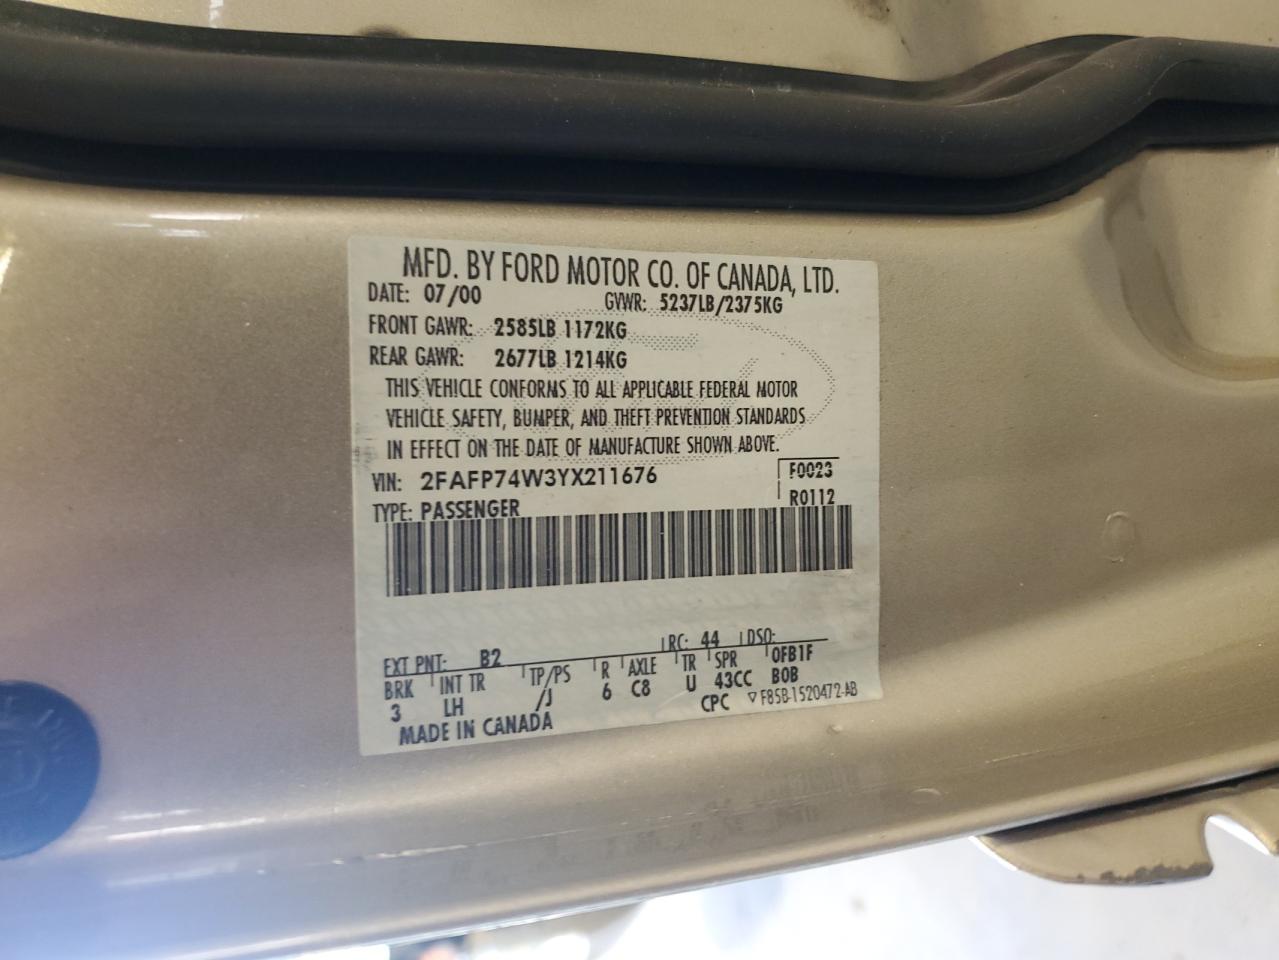 MFD. BY FORD MOTOR CO. OF CANADA, LTD.
DATE: 07/00 GVWR: 5237LB/2375KG
FRONT GAWR: 2585LB 1172KG
REAR GAWR: 2677LB 1214KG
THIS VEHICLE CONFORMS TO ALL APPLICABLE FEDERAL MOTOR
VEHICLE SAFETY, BUMPER, AND THEFT PREVENTION STANDARDS
IN EFFECT ON THE DATE OF MANUFACTURE SHOWN ABOVE.
VIN: 2FAFP74W3YX211676 F0023
TYPE: PASSENGER R0112
EXT PNT: B2 RC: 44 DSO:
BRK INT TR TP/PS R AXLE TR SPR 0FB1F
3 LH /J 6 C8 U 43CC BOB
MADE IN CANADA CPC ▽ F85B-1520472-AB